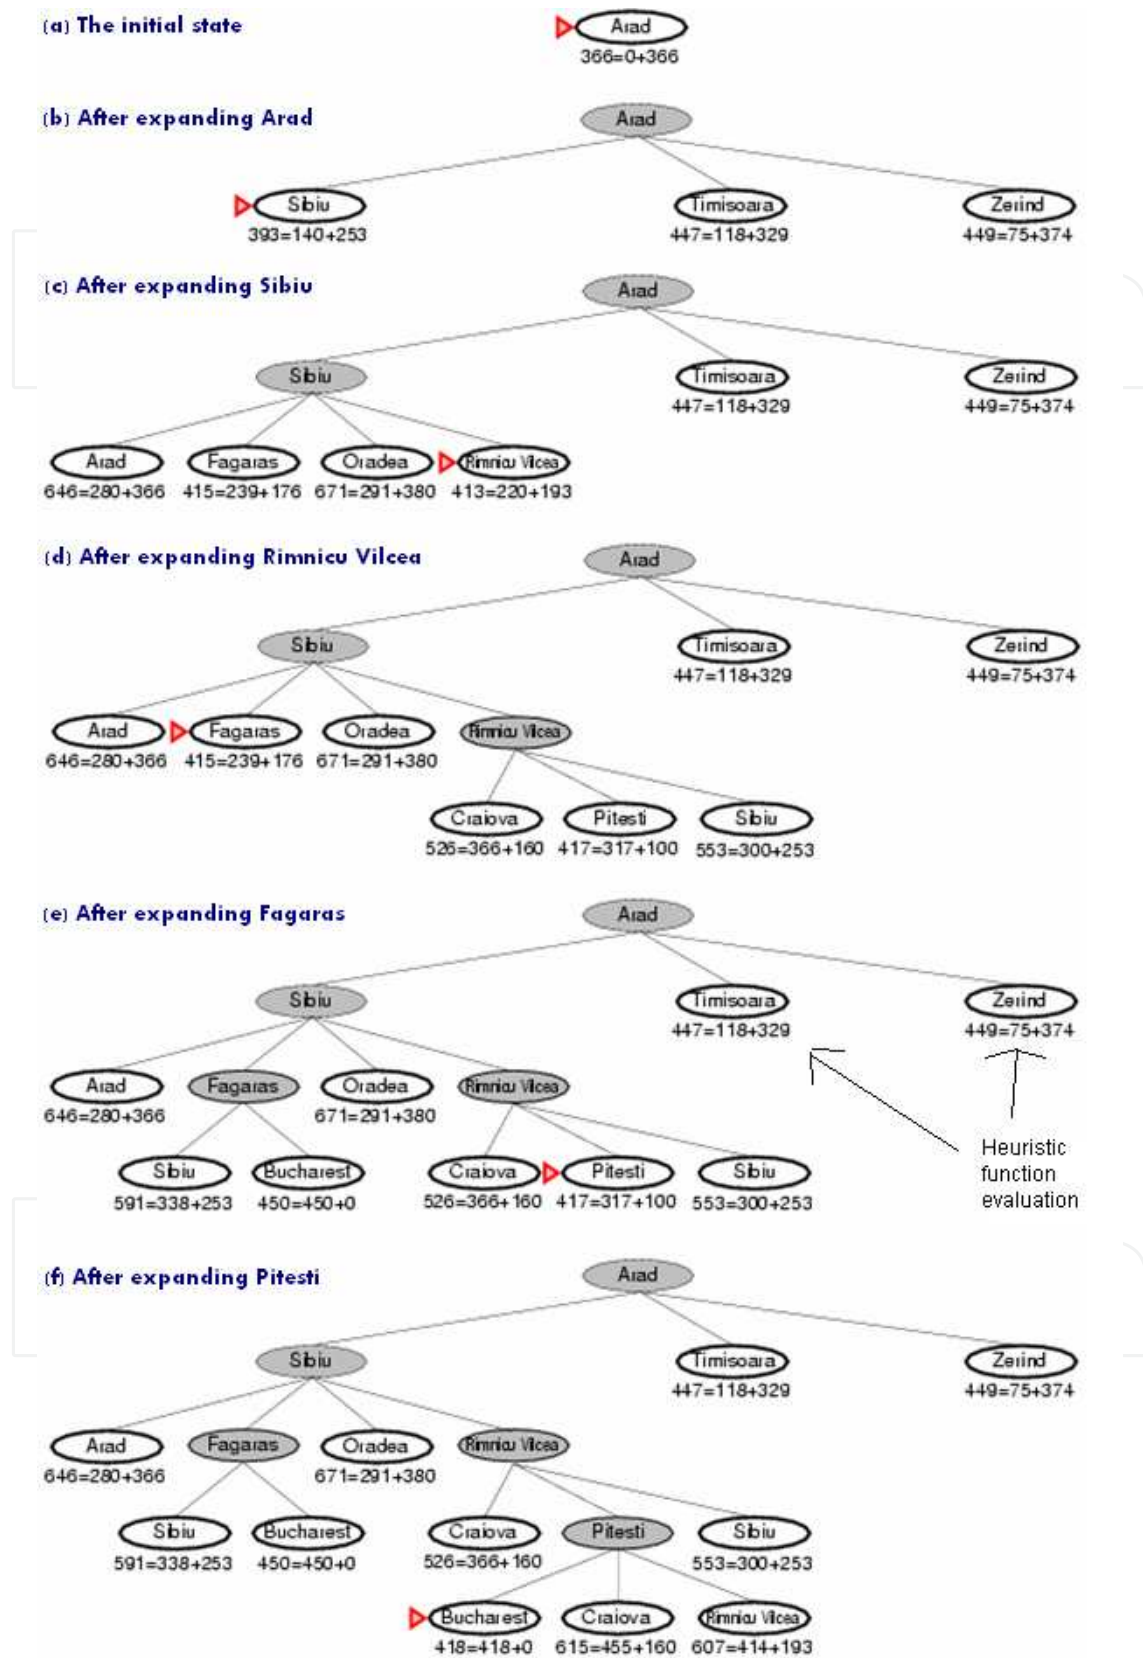 (a) The initial state
Arad
366=0+366
(b) After expanding Arad
Arad
Sibiu Timisoara Zerind
393=140+253 447=118+329 449=75+374
(c) After expanding Sibiu
Arad
Sibiu Timisoara Zerind
447=118+329 449=75+374
Arad Fagaras Oradea Rimnicu Vilcea
646=280+366 415=239+176 671=291+380 413=220+193
(d) After expanding Rimnicu Vilcea
Arad
Sibiu Timisoara Zerind
447=118+329 449=75+374
Arad Fagaras Oradea Rimnicu Vilcea
646=280+366 415=239+176 671=291+380
Craiova Pitesti Sibiu
526=366+160 417=317+100 553=300+253
(e) After expanding Fagaras
Arad
Sibiu Timisoara Zerind
447=118+329 449=75+374
Arad Fagaras Oradea Rimnicu Vilcea
646=280+366 671=291+380
Heuristic
function
evaluation
Sibiu Bucharest Craiova Pitesti Sibiu
591=338+253 450=450+0 526=366+160 417=317+100 553=300+253
(f) After expanding Pitesti
Arad
Sibiu Timisoara Zerind
447=118+329 449=75+374
Arad Fagaras Oradea Rimnicu Vilcea
646=280+366 671=291+380
Sibiu Bucharest Craiova Pitesti Sibiu
591=338+253 450=450+0 526=366+160 553=300+253
Bucharest Craiova Rimnicu Vilcea
418=418+0 615=455+160 607=414+193